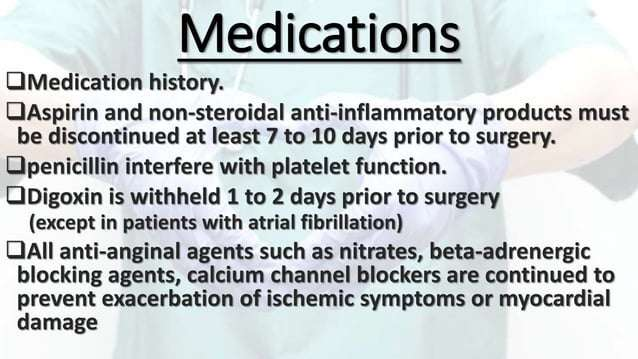 Medications
❑Medication history.
❑Aspirin and non-steroidal anti-inflammatory products must
be discontinued at least 7 to 10 days prior to surgery.
❑penicillin interfere with platelet function.
❑Digoxin is withheld 1 to 2 days prior to surgery
(except in patients with atrial fibrillation)
❑All anti-anginal agents such as nitrates, beta-adrenergic
blocking agents, calcium channel blockers are continued to
prevent exacerbation of ischemic symptoms or myocardial
damage